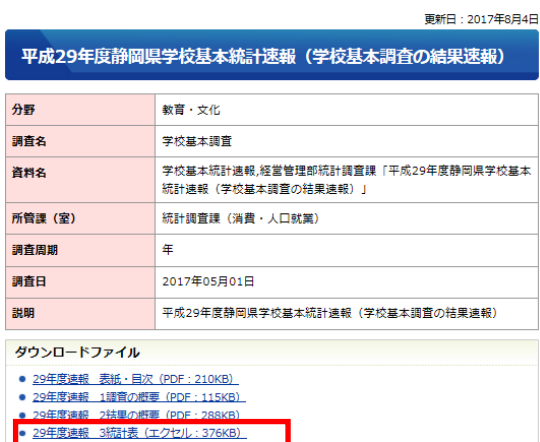 更新日：2017年8月4日
平成29年度静岡県学校基本統計速報（学校基本調査の結果速報）
分野 教育・文化
調査名 学校基本調査
資料名 学校基本統計速報,経営管理部統計調査課「平成29年度静岡県学校基本
統計速報（学校基本調査の結果速報）」
所管課（室） 統計調査課（消費・人口就業）
調査周期 年
調査日 2017年05月01日
説明 平成29年度静岡県学校基本統計速報（学校基本調査の結果速報）
ダウンロードファイル
29年度速報 表紙・目次（PDF：210KB）
29年度速報 1調査の概要（PDF：115KB）
29年度速報 2結果の概要（PDF：288KB）
29年度速報 3統計表（エクセル：376KB）